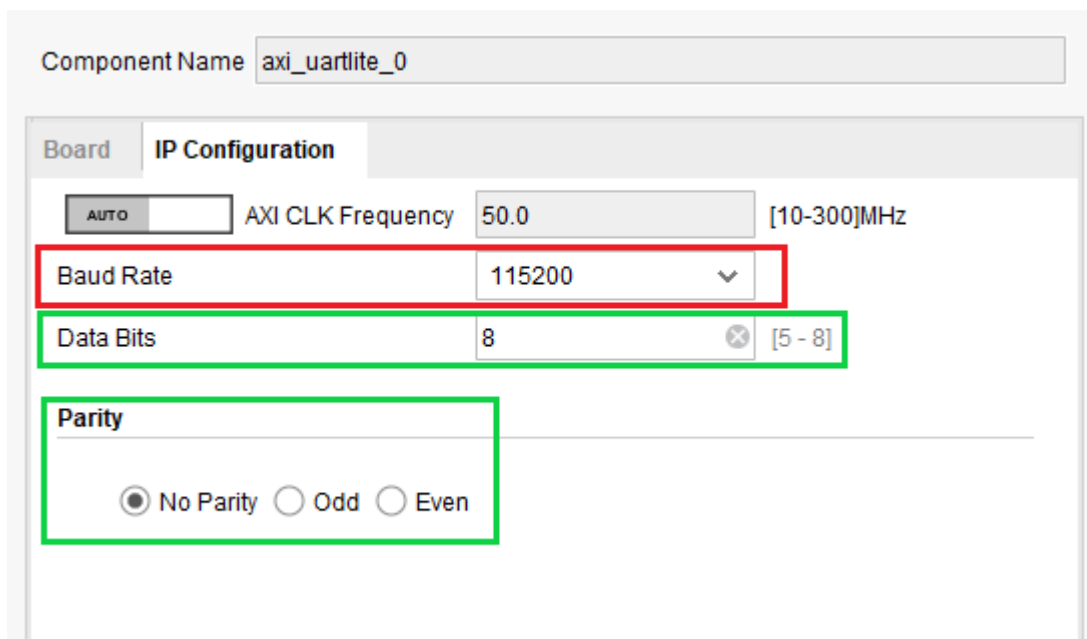 Component Name axi_uartlite_0
Board IP Configuration
AUTO AXI CLK Frequency 50.0 [10-300]MHz
Baud Rate 115200
Data Bits 8 [5 - 8]
Parity
No Parity Odd Even